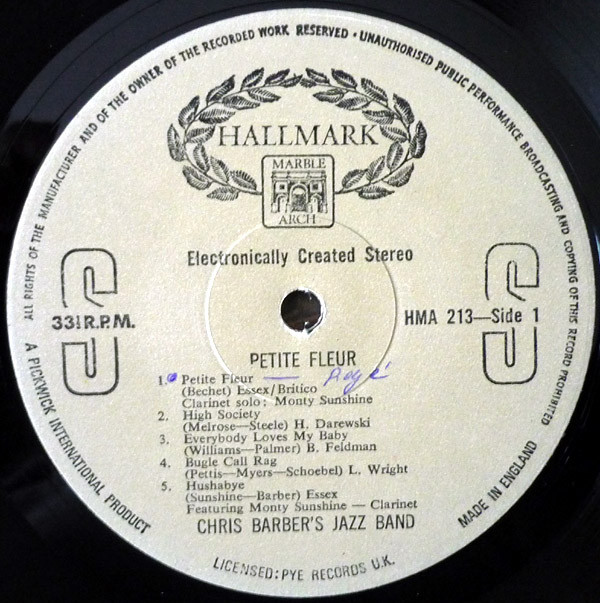 ALL RIGHTS OF THE MANUFACTURER AND OF THE OWNER OF THE RECORDED WORK RESERVED · UNAUTHORISED PUBLIC PERFORMANCE BROADCASTING AND COPYING OF THIS RECORD PROHIBITED
HALLMARK
MARBLE
ARCH
Electronically Created Stereo
S S
33⅓ R.P.M. HMA 213—Side 1
PETITE FLEUR
1. Petite Fleur —
(Bechet) Essex/Britico
Clarinet solo: Monty Sunshine
2. High Society
(Melrose—Steele) H. Darewski
3. Everybody Loves My Baby
(Williams—Palmer) B. Feldman
4. Bugle Call Rag
(Pettis—Myers—Schoebel) L. Wright
5. Hushabye
(Sunshine—Barber) Essex
Featuring Monty Sunshine — Clarinet
CHRIS BARBER'S JAZZ BAND
A PICKWICK INTERNATIONAL PRODUCT
LICENSED: PYE RECORDS U.K.
MADE IN ENGLAND